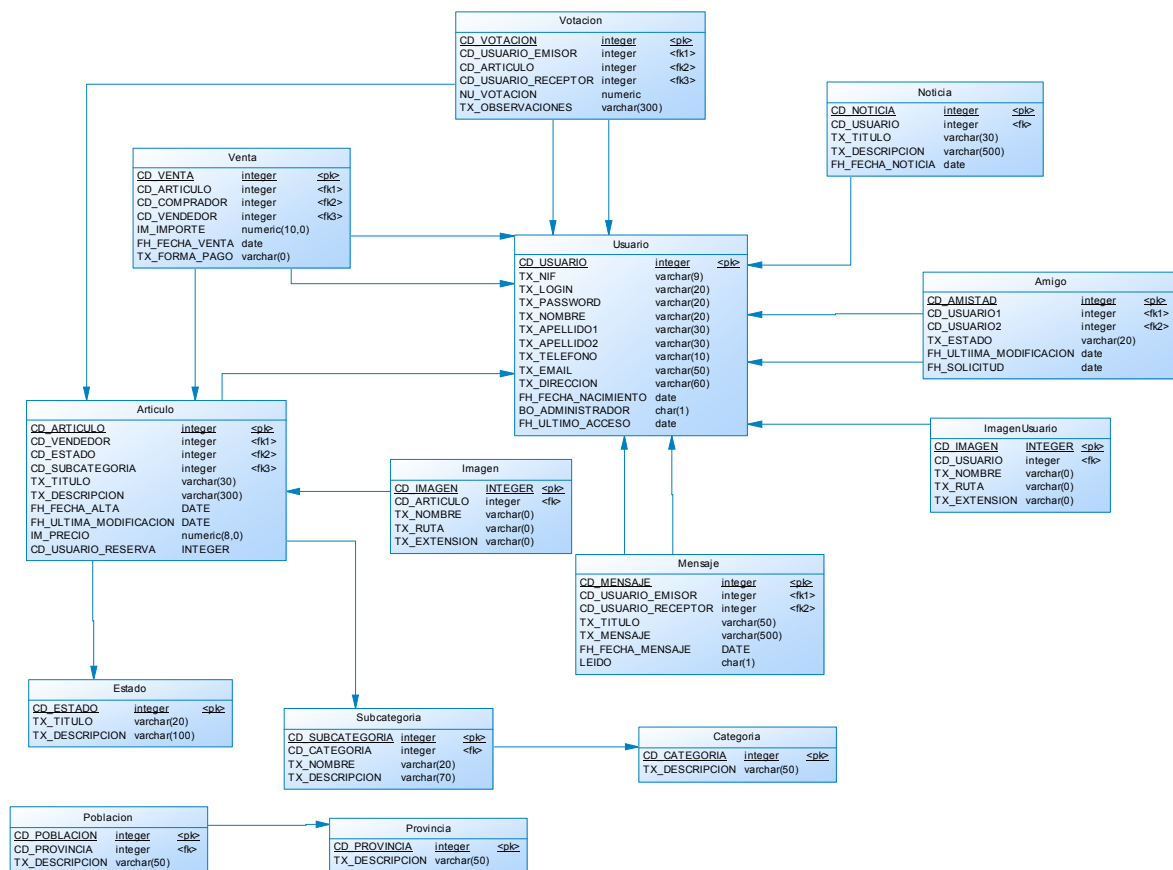 Votacion
CD_VOTACION integer <pk>
CD_USUARIO_EMISOR integer <fk1>
CD_ARTICULO integer <fk2>
CD_USUARIO_RECEPTOR integer <fk3>
NU_VOTACION numeric
TX_OBSERVACIONES varchar(300)
Noticia
CD_NOTICIA integer <pk>
CD_USUARIO integer <fk>
TX_TITULO varchar(30)
TX_DESCRIPCION varchar(500)
FH_FECHA_NOTICIA date
Venta
CD_VENTA integer <pk>
CD_ARTICULO integer <fk1>
CD_COMPRADOR integer <fk2>
CD_VENDEDOR integer <fk3>
IM_IMPORTE numeric(10,0)
FH_FECHA_VENTA date
TX_FORMA_PAGO varchar(0)
Usuario
CD_USUARIO integer <pk>
TX_NIF varchar(9)
TX_LOGIN varchar(20)
TX_PASSWORD varchar(20)
TX_NOMBRE varchar(20)
TX_APELLIDO1 varchar(30)
TX_APELLIDO2 varchar(30)
TX_TELEFONO varchar(10)
TX_EMAIL varchar(50)
TX_DIRECCION varchar(60)
FH_FECHA_NACIMIENTO date
BO_ADMINISTRADOR char(1)
FH_ULTIMO_ACCESO date
Amigo
CD_AMISTAD integer <pk>
CD_USUARIO1 integer <fk1>
CD_USUARIO2 integer <fk2>
TX_ESTADO varchar(20)
FH_ULTIIMA_MODIFICACION date
FH_SOLICITUD date
Articulo
CD_ARTICULO integer <pk>
CD_VENDEDOR integer <fk1>
CD_ESTADO integer <fk2>
CD_SUBCATEGORIA integer <fk3>
TX_TITULO varchar(30)
TX_DESCRIPCION varchar(300)
FH_FECHA_ALTA DATE
FH_ULTIMA_MODIFICACION DATE
IM_PRECIO numeric(8,0)
CD_USUARIO_RESERVA INTEGER
ImagenUsuario
CD_IMAGEN INTEGER <pk>
CD_USUARIO integer <fk>
TX_NOMBRE varchar(0)
TX_RUTA varchar(0)
TX_EXTENSION varchar(0)
Imagen
CD_IMAGEN INTEGER <pk>
CD_ARTICULO integer <fk>
TX_NOMBRE varchar(0)
TX_RUTA varchar(0)
TX_EXTENSION varchar(0)
Mensaje
CD_MENSAJE integer <pk>
CD_USUARIO_EMISOR integer <fk1>
CD_USUARIO_RECEPTOR integer <fk2>
TX_TITULO varchar(50)
TX_MENSAJE varchar(500)
FH_FECHA_MENSAJE DATE
LEIDO char(1)
Estado
CD_ESTADO integer <pk>
TX_TITULO varchar(20)
TX_DESCRIPCION varchar(100)
Subcategoria
CD_SUBCATEGORIA integer <pk>
CD_CATEGORIA integer <fk>
TX_NOMBRE varchar(20)
TX_DESCRIPCION varchar(70)
Categoria
CD_CATEGORIA integer <pk>
TX_DESCRIPCION varchar(50)
Poblacion
CD_POBLACION integer <pk>
CD_PROVINCIA integer <fk>
TX_DESCRIPCION varchar(50)
Provincia
CD_PROVINCIA integer <pk>
TX_DESCRIPCION varchar(50)